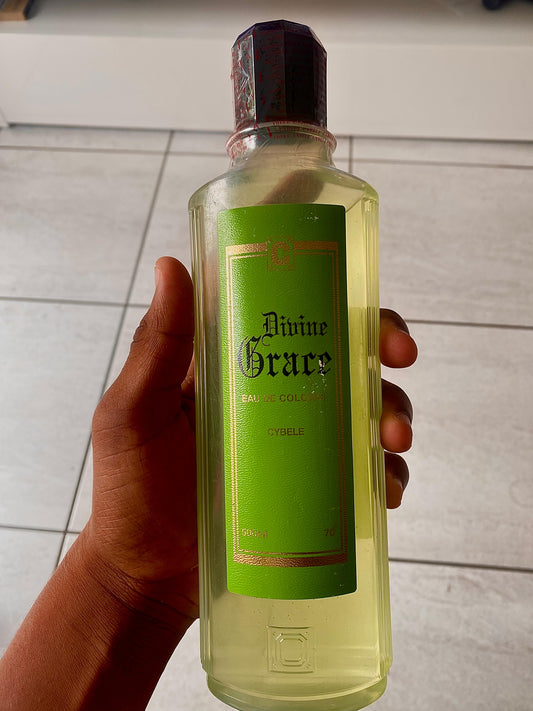 Divine
Grace
EAU DE COLOGNE
CYBELE
500ml 70°